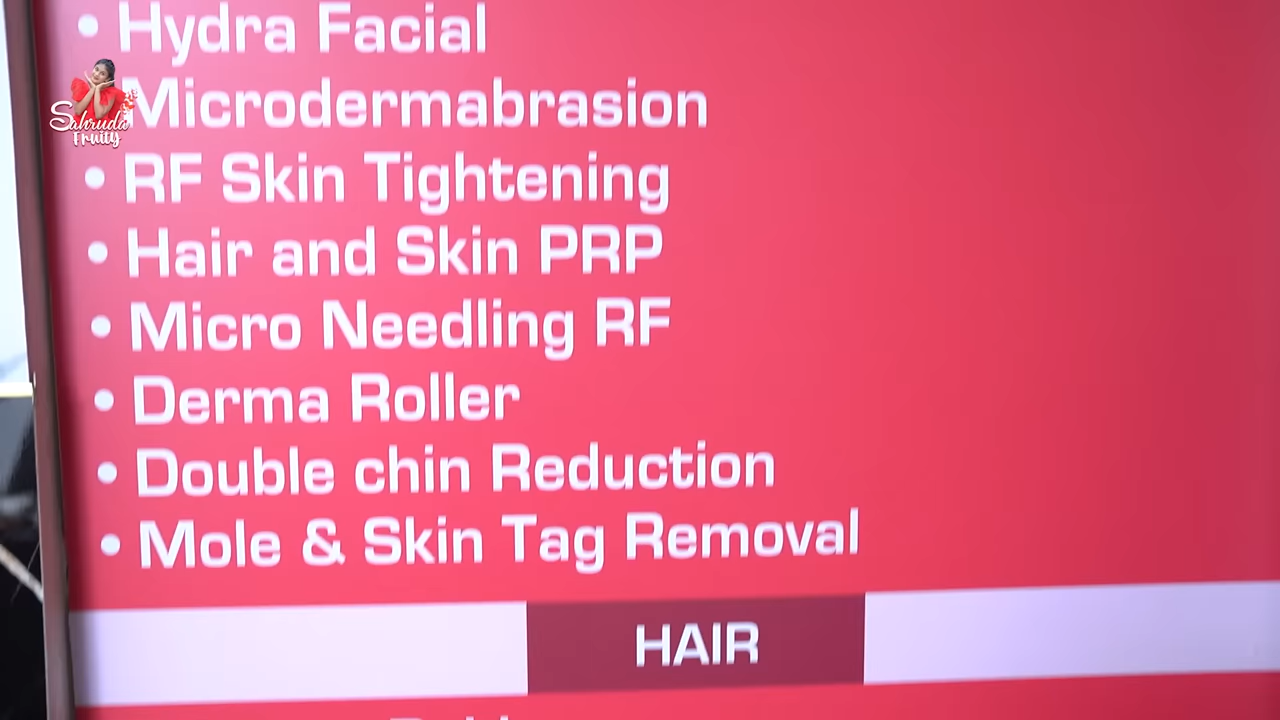 • Hydra Facial
Sahruda
Fruity
Microdermabrasion
• RF Skin Tightening
• Hair and Skin PRP
• Micro Needling RF
• Derma Roller
• Double chin Reduction
• Mole & Skin Tag Removal
HAIR